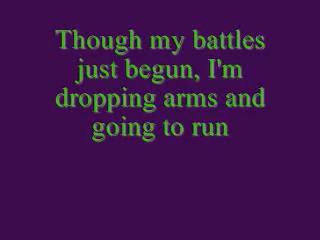 Though my battles
just begun, I'm
dropping arms and
going to run